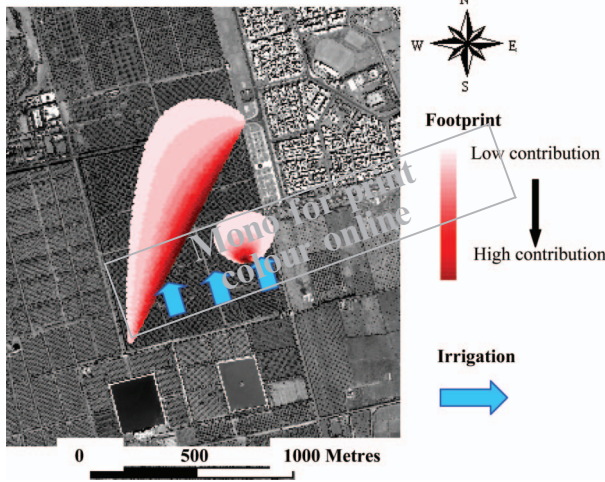 N
W E
S
Footprint
Low contribution
High contribution
Mono for print
colour online
Irrigation
0 500 1000 Metres